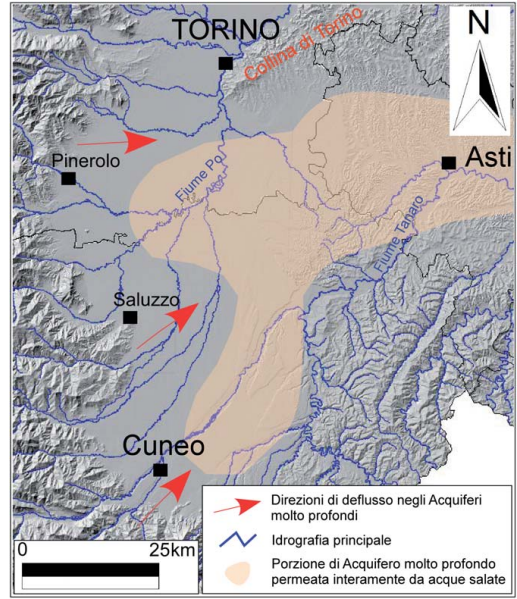 TORINO
Collina di Torino
N
Pinerolo
Fiume Po
Asti
Fiume Tanaro
Saluzzo
Cuneo
Direzioni di deflusso negli Acquiferi
molto profondi
Idrografia principale
Porzione di Acquifero molto profondo
permeata interamente da acque salate
0 25km